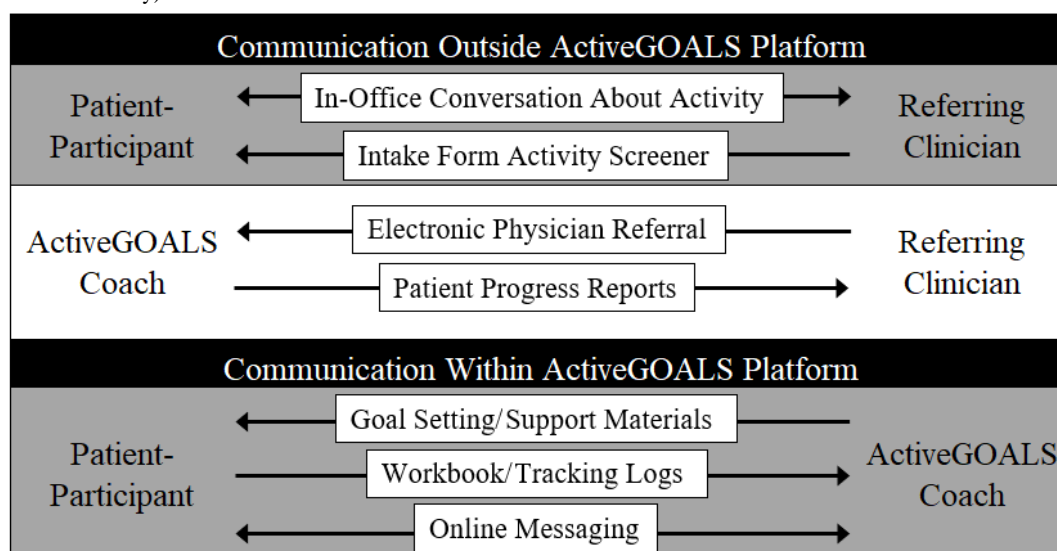 Communication Outside ActiveGOALS Platform
Patient-
Participant
In-Office Conversation About Activity
Intake Form Activity Screener
Referring
Clinician
ActiveGOALS
Coach
Electronic Physician Referral
Patient Progress Reports
Referring
Clinician
Communication Within ActiveGOALS Platform
Patient-
Participant
Goal Setting/Support Materials
Workbook/Tracking Logs
Online Messaging
ActiveGOALS
Coach